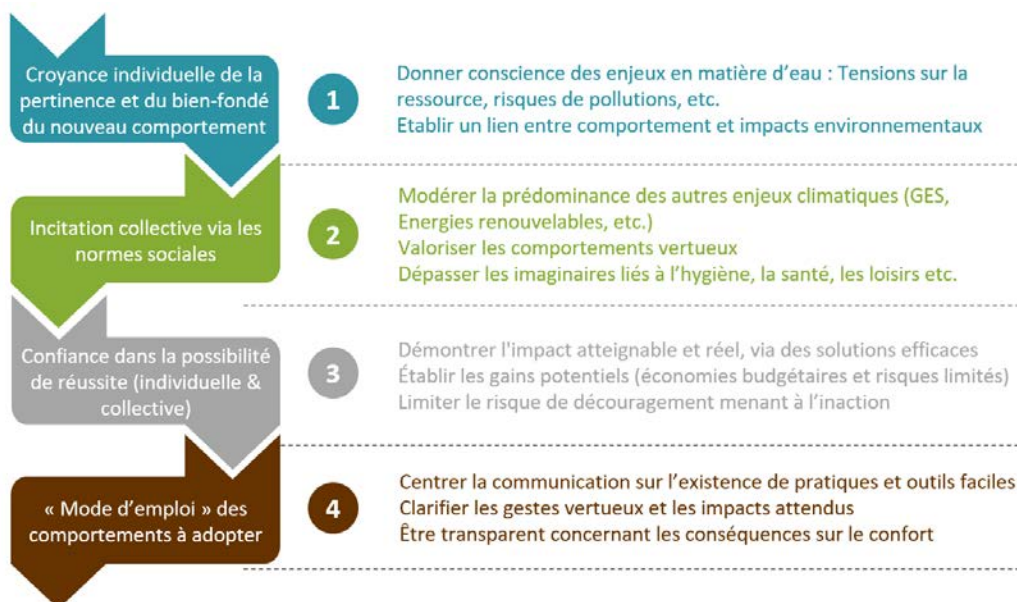 Croyance individuelle de la
pertinence et du bien-fondé
du nouveau comportement
1
Donner conscience des enjeux en matière d'eau : Tensions sur la
ressource, risques de pollutions, etc.
Etablir un lien entre comportement et impacts environnementaux
Incitation collective via les
normes sociales
2
Modérer la prédominance des autres enjeux climatiques (GES,
Energies renouvelables, etc.)
Valoriser les comportements vertueux
Dépasser les imaginaires liés à l'hygiène, la santé, les loisirs etc.
Confiance dans la possibilité
de réussite (individuelle &
collective)
3
Démontrer l'impact atteignable et réel, via des solutions efficaces
Établir les gains potentiels (économies budgétaires et risques limités)
Limiter le risque de découragement menant à l'inaction
« Mode d'emploi » des
comportements à adopter
4
Centrer la communication sur l'existence de pratiques et outils faciles
Clarifier les gestes vertueux et les impacts attendus
Être transparent concernant les conséquences sur le confort